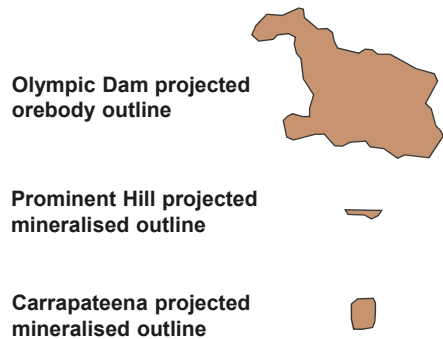 Olympic Dam projected
orebody outline
Prominent Hill projected
mineralised outline
Carrapateena projected
mineralised outline